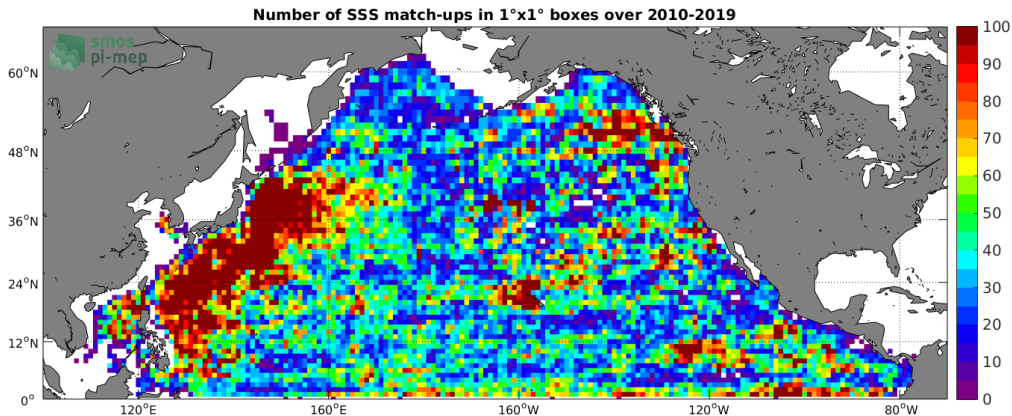 Number of SSS match-ups in 1°x1° boxes over 2010-2019
smos
pi-mep
60°N
48°N
36°N
24°N
12°N
0°
120°E
160°E
160°W
120°W
80°W
100
90
80
70
60
50
40
30
20
10
0